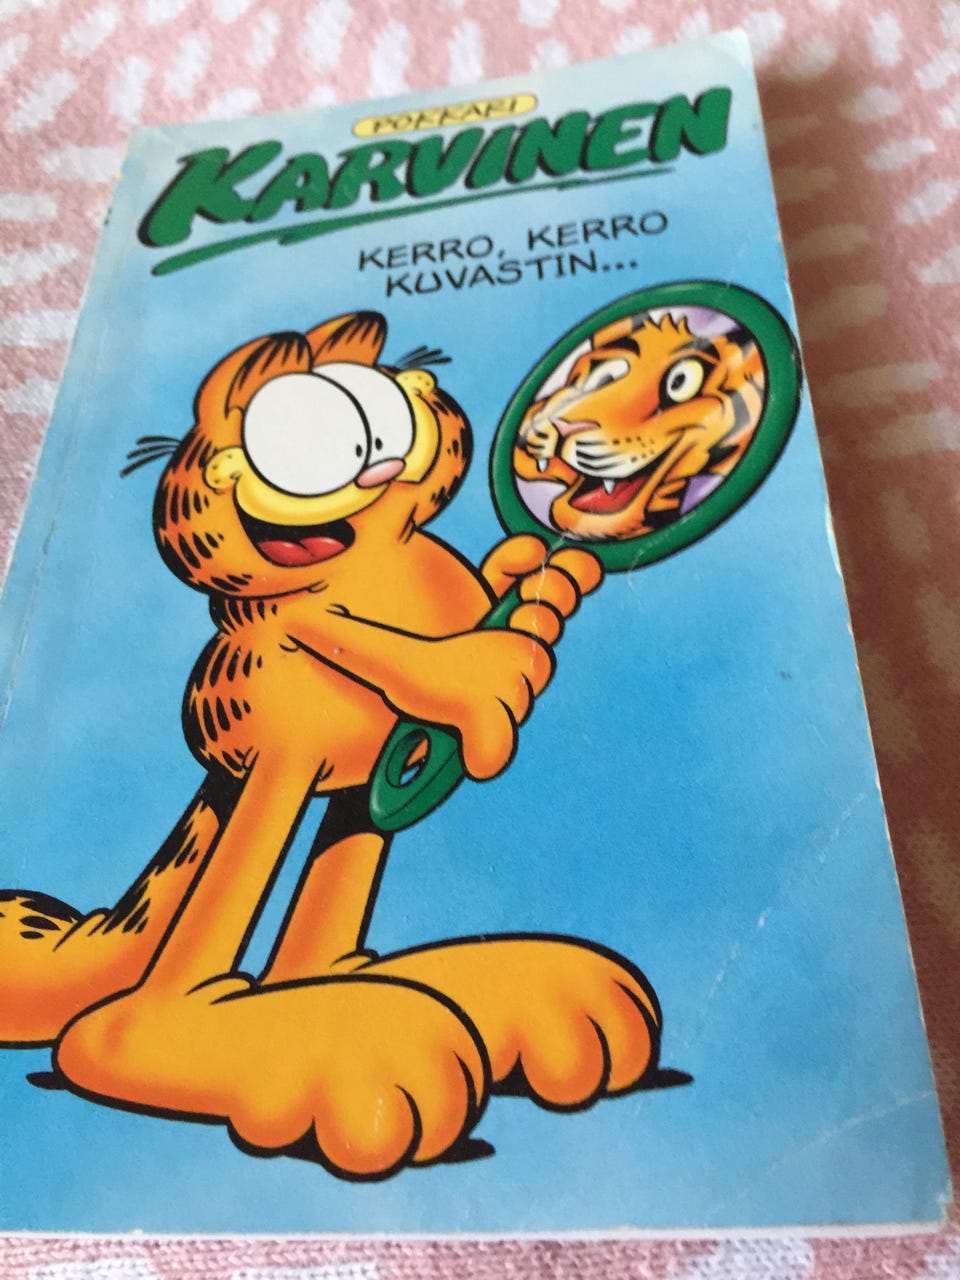 POKKARI
KARVINEN
KERRO, KERRO
KUVASTIN...